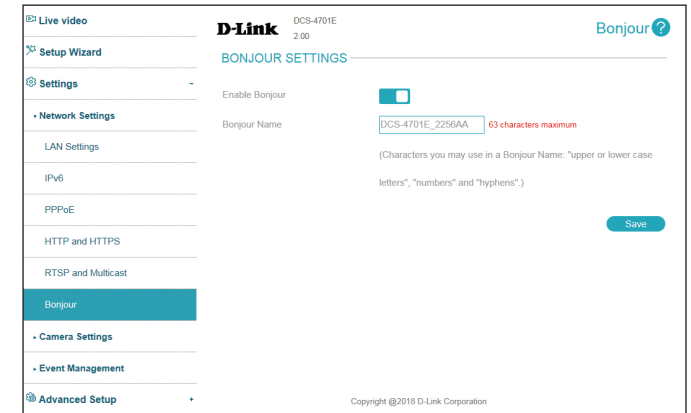 Live video
Setup Wizard
Settings -
Network Settings
LAN Settings
IPv6
PPPoE
HTTP and HTTPS
RTSP and Multicast
Bonjour
Camera Settings
Event Management
Advanced Setup +
D-Link DCS-4701E
2.00
Bonjour ?
BONJOUR SETTINGS
Enable Bonjour
Bonjour Name DCS-4701E_2256AA 63 characters maximum
(Characters you may use in a Bonjour Name: "upper or lower case
letters", "numbers" and "hyphens".)
Save
Copyright @2018 D-Link Corporation